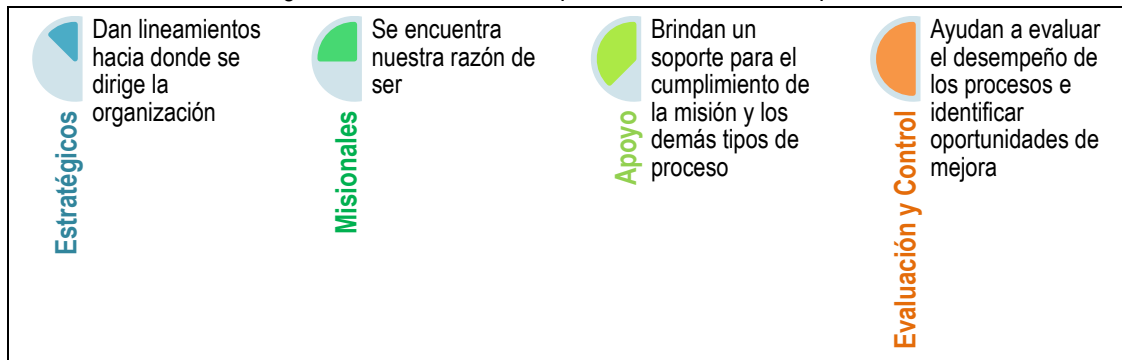 Estratégicos
Dan lineamientos
hacia donde se
dirige la
organización
Misionales
Se encuentra
nuestra razón de
ser
Apoyo
Brindan un
soporte para el
cumplimiento de
la misión y los
demás tipos de
proceso
Evaluación y Control
Ayudan a evaluar
el desempeño de
los procesos e
identificar
oportunidades de
mejora